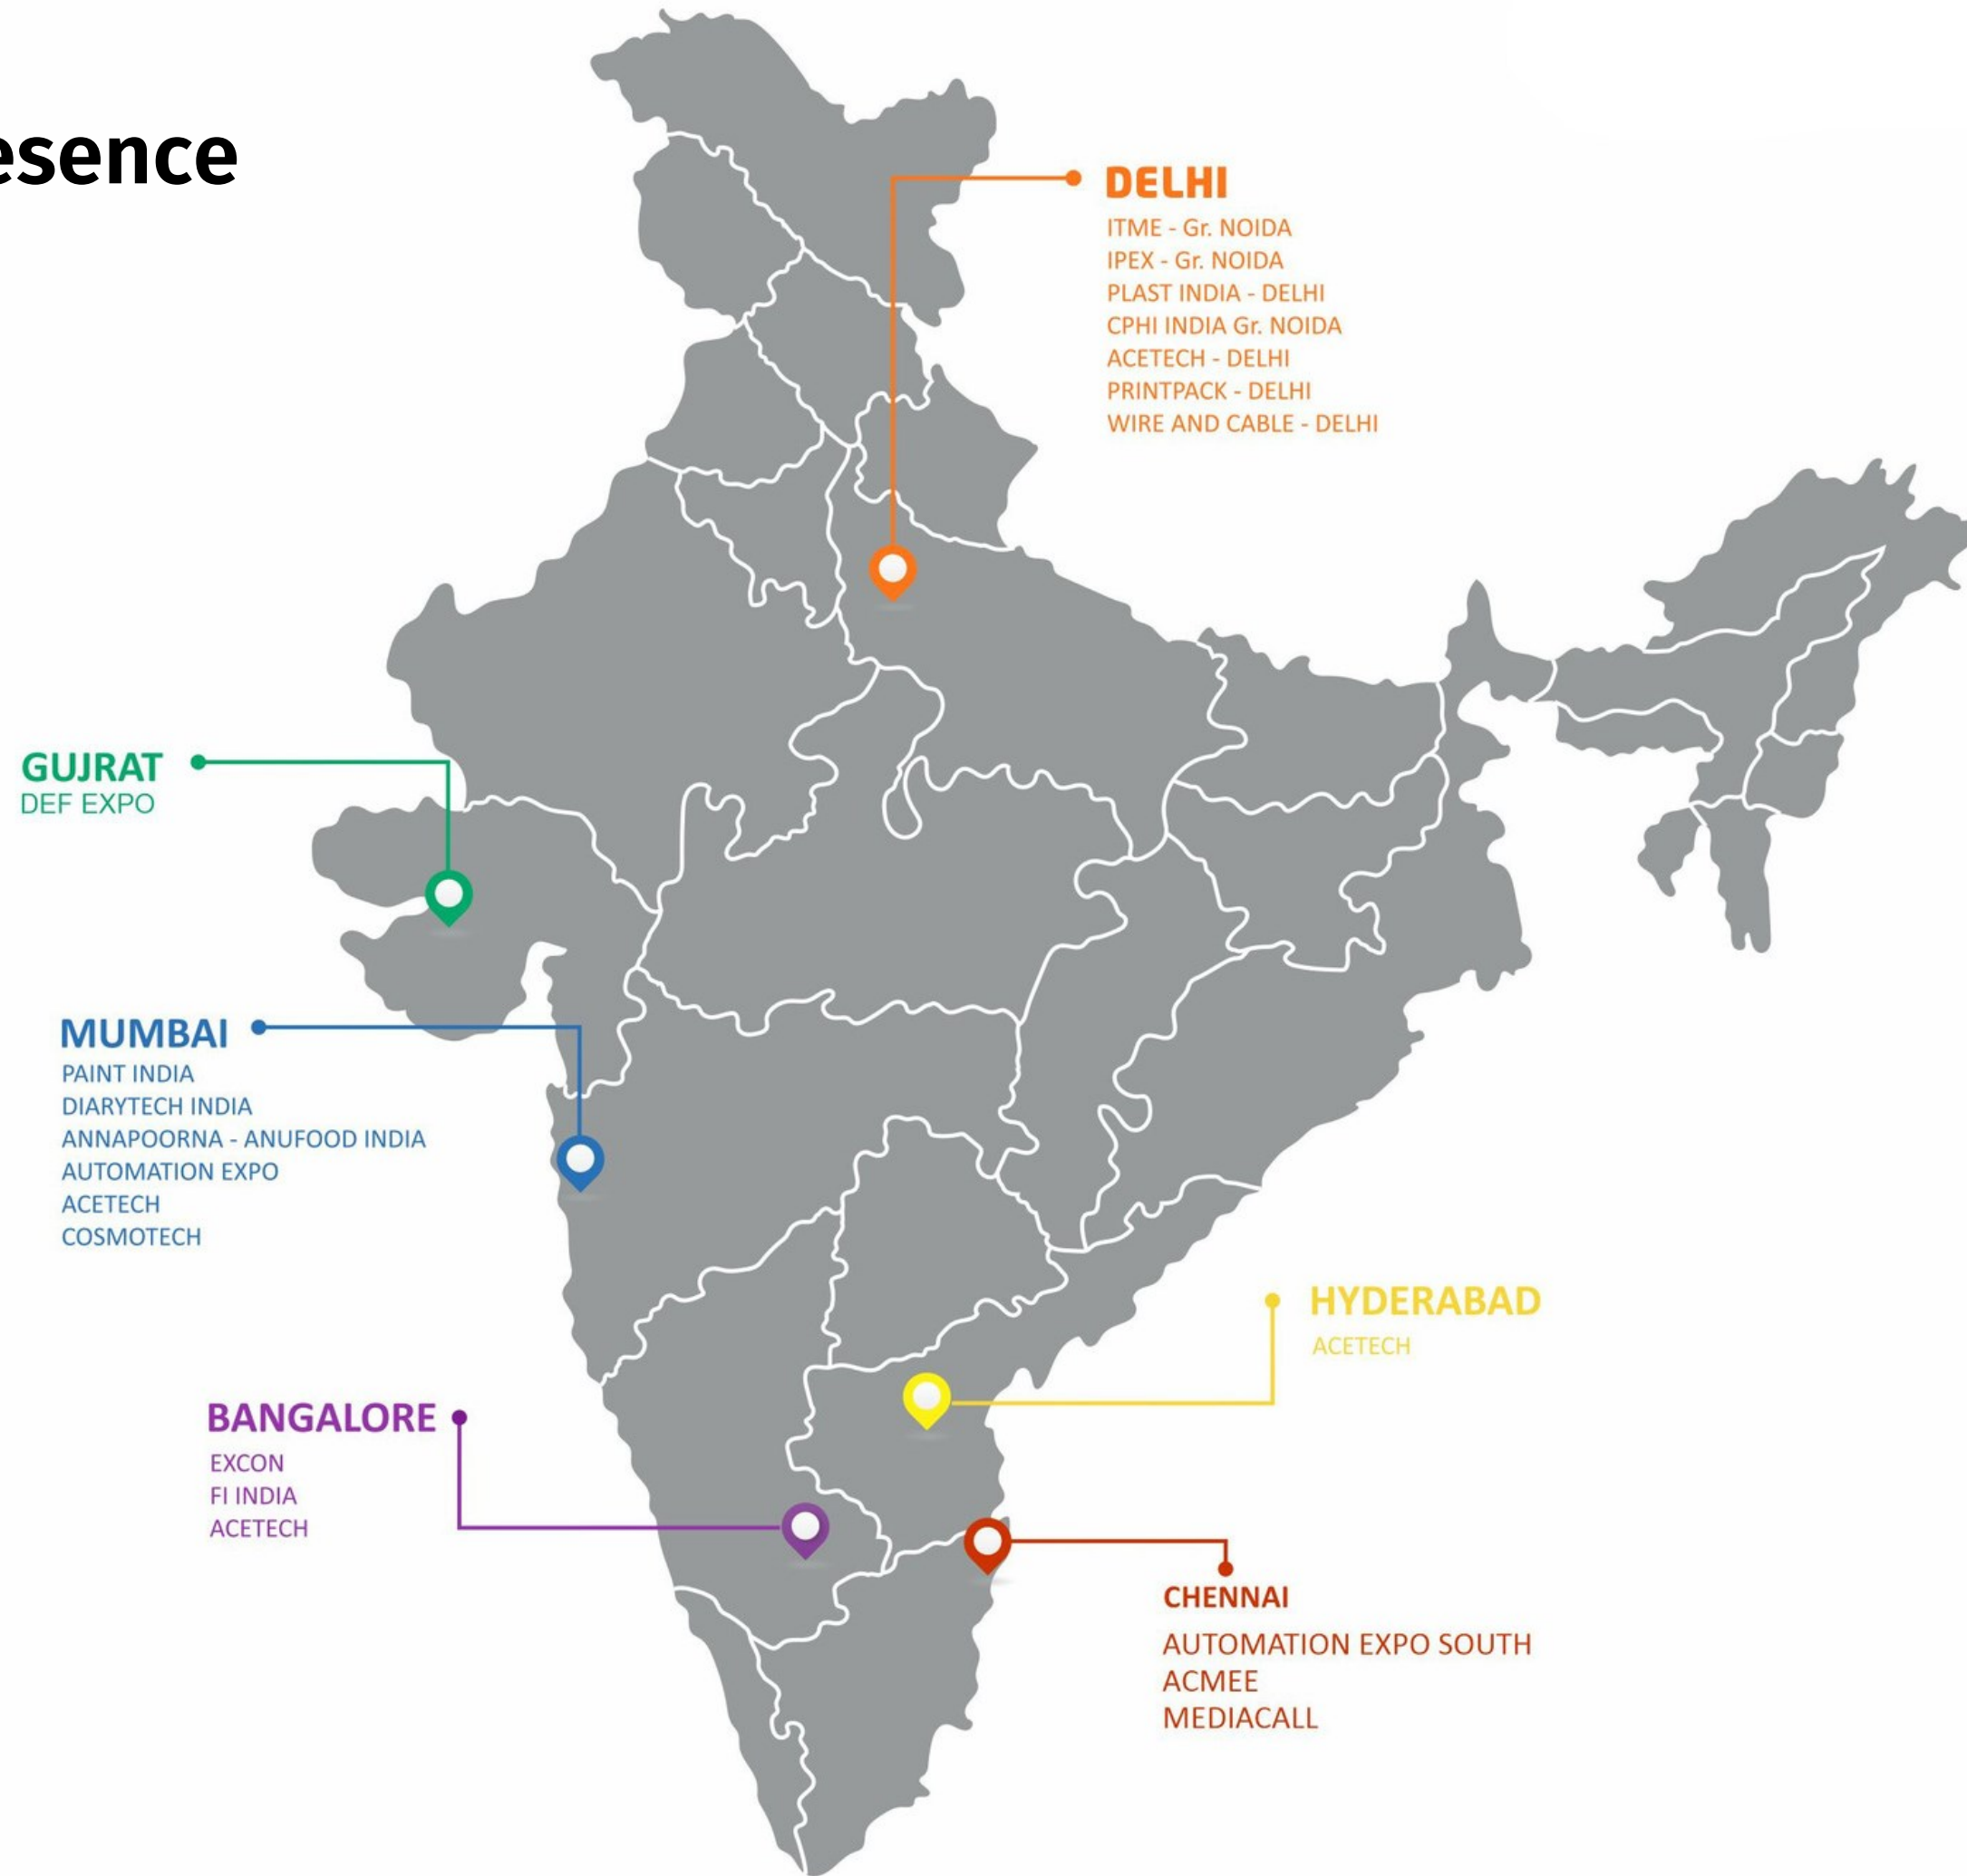 esence
DELHI
ITME - Gr. NOIDA
IPEX - Gr. NOIDA
PLAST INDIA - DELHI
CPHI INDIA Gr. NOIDA
ACETECH - DELHI
PRINTPACK - DELHI
WIRE AND CABLE - DELHI
GUJRAT
DEF EXPO
MUMBAI
PAINT INDIA
DIARYTECH INDIA
ANNAPOORNA - ANUFOOD INDIA
AUTOMATION EXPO
ACETECH
COSMOTECH
HYDERABAD
ACETECH
BANGALORE
EXCON
FI INDIA
ACETECH
CHENNAI
AUTOMATION EXPO SOUTH
ACMEE
MEDIACALL